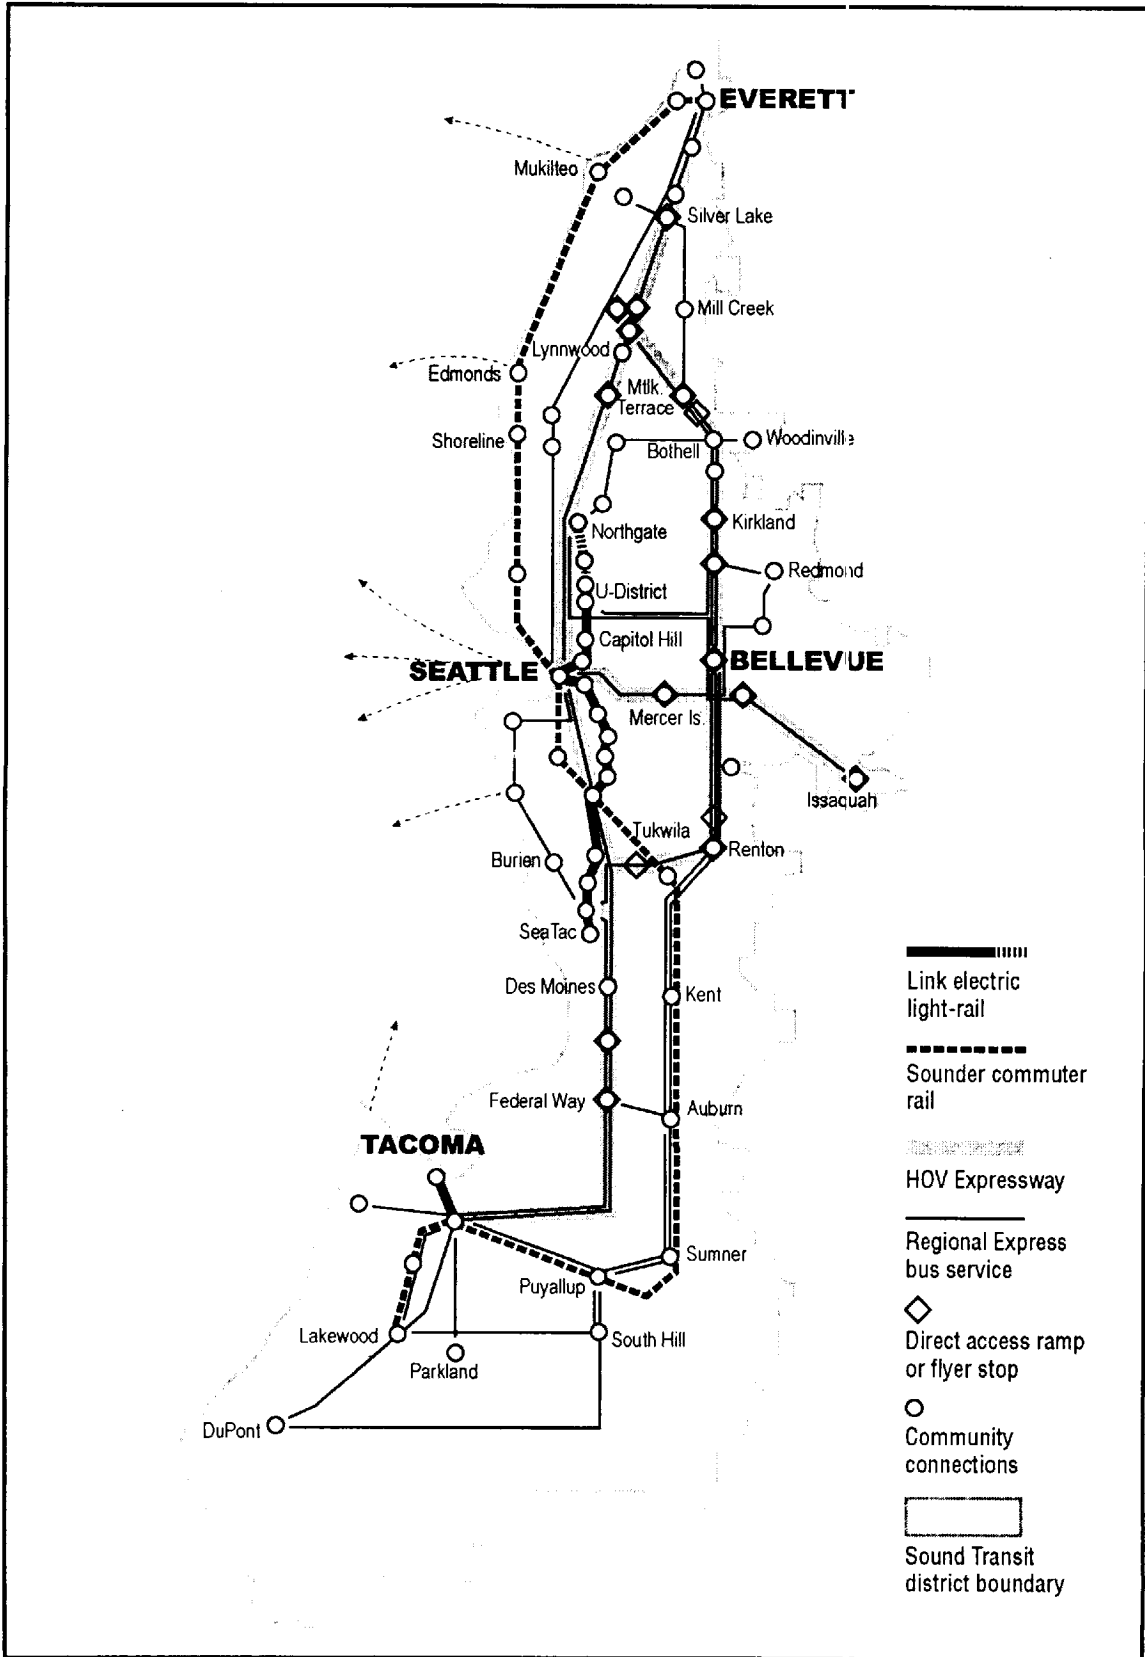 EVERETT
Mukilteo
Silver Lake
Mill Creek
Lynnwood
Edmonds
Mtlk.
Terrace
Shoreline
Bothell
Woodinville
Northgate
Kirkland
Redmond
U-District
Capitol Hill
SEATTLE
BELLEVUE
Mercer Is.
Issaquah
Tukwila
Renton
Burien
SeaTac
Des Moines
Kent
Federal Way
Auburn
TACOMA
Sumner
Puyallup
Lakewood
South Hill
Parkland
DuPont
Link electric
light-rail
Sounder commuter
rail
HOV Expressway
Regional Express
bus service
Direct access ramp
or flyer stop
Community
connections
Sound Transit
district boundary